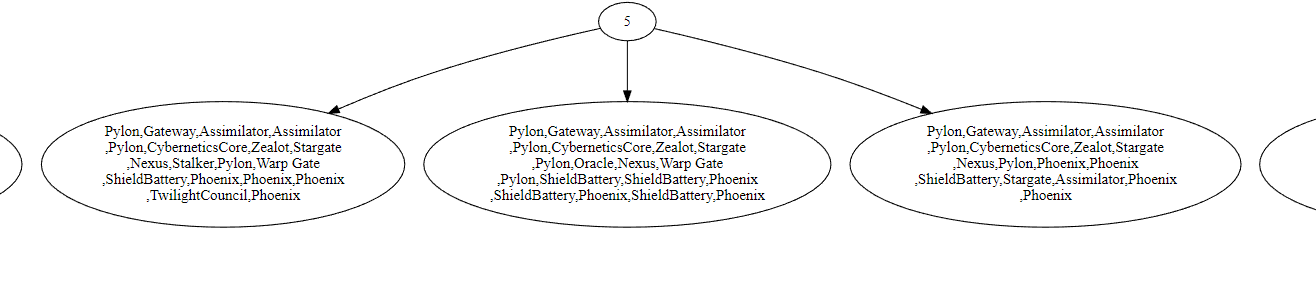 5
Pylon,Gateway,Assimilator,Assimilator
,Pylon,CyberneticsCore,Zealot,Stargate
,Nexus,Stalker,Pylon,Warp Gate
,ShieldBattery,Phoenix,Phoenix,Phoenix
,TwilightCouncil,Phoenix
Pylon,Gateway,Assimilator,Assimilator
,Pylon,CyberneticsCore,Zealot,Stargate
,Pylon,Oracle,Nexus,Warp Gate
,Pylon,ShieldBattery,ShieldBattery,Phoenix
,ShieldBattery,Phoenix,ShieldBattery,Phoenix
Pylon,Gateway,Assimilator,Assimilator
,Pylon,CyberneticsCore,Zealot,Stargate
,Nexus,Pylon,Phoenix,Phoenix
,ShieldBattery,Stargate,Assimilator,Phoenix
,Phoenix